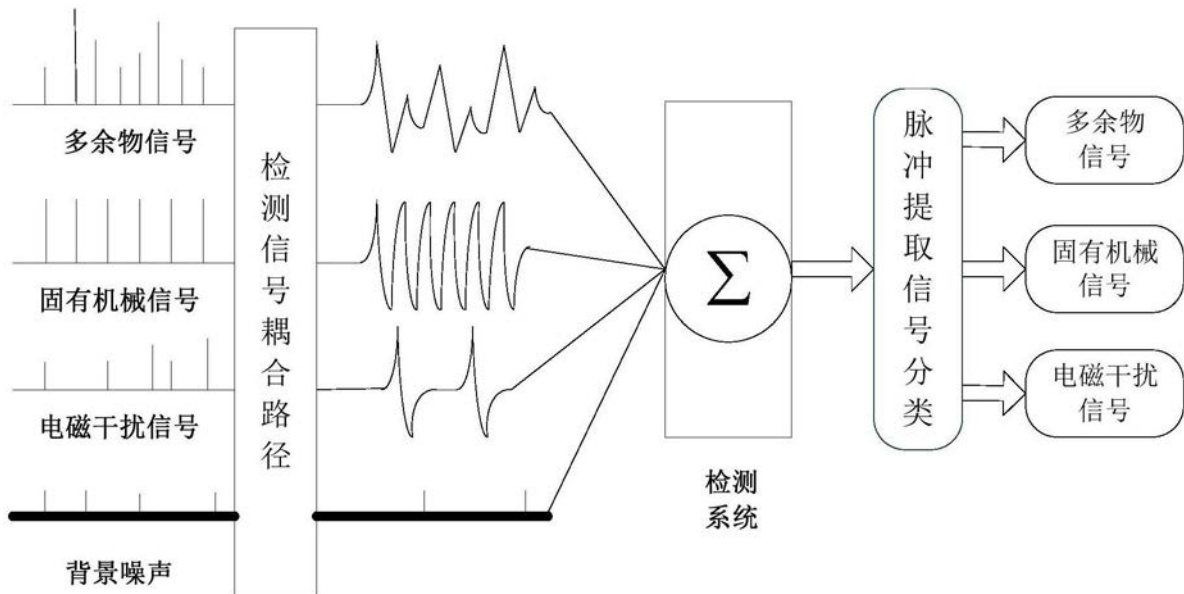 多余物信号
固有机械信号
电磁干扰信号
背景噪声
检测信号耦合路径
Σ
检测
系统
脉冲提取信号分类
多余物
信号
固有机械
信号
电磁干扰
信号